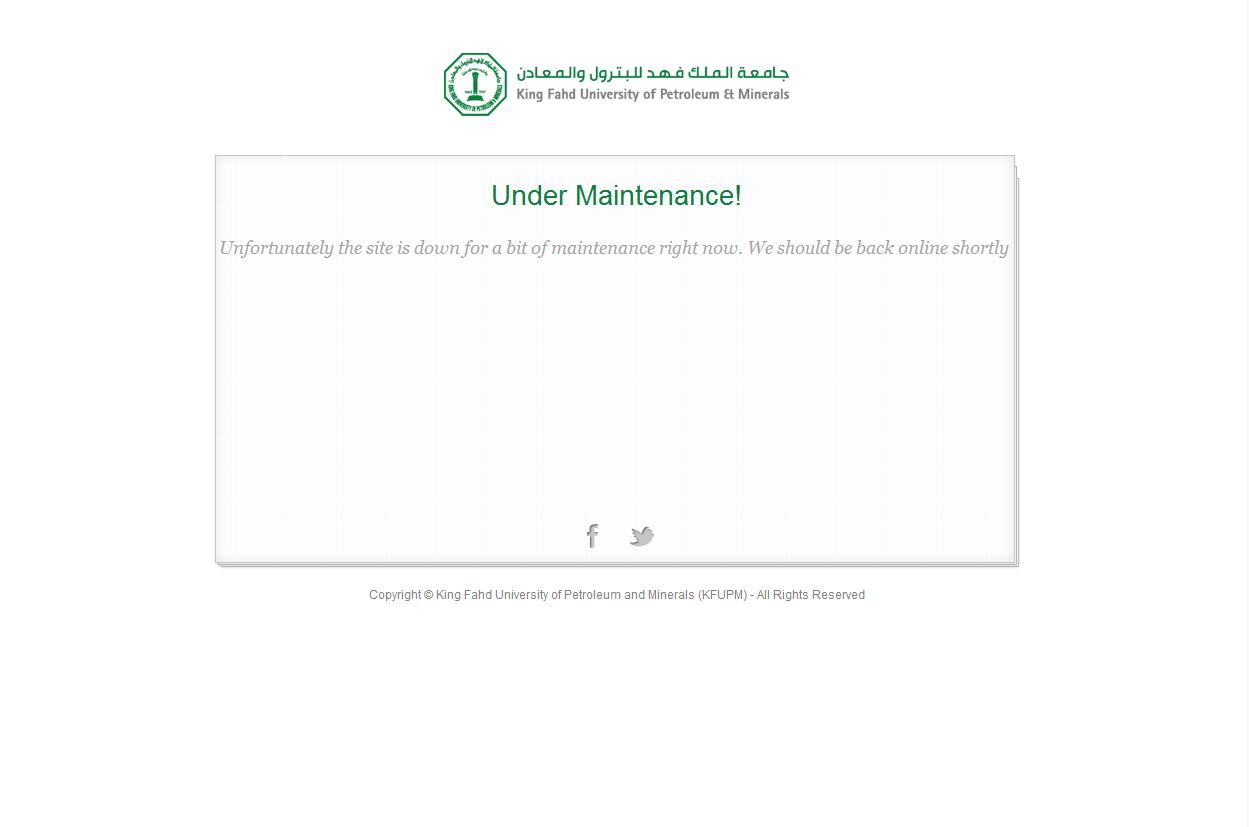 جامعة الملك فهد للبترول والمعادن
King Fahd University of Petroleum & Minerals
Under Maintenance!
Unfortunately the site is down for a bit of maintenance right now. We should be back online shortly
Copyright © King Fahd University of Petroleum and Minerals (KFUPM) - All Rights Reserved